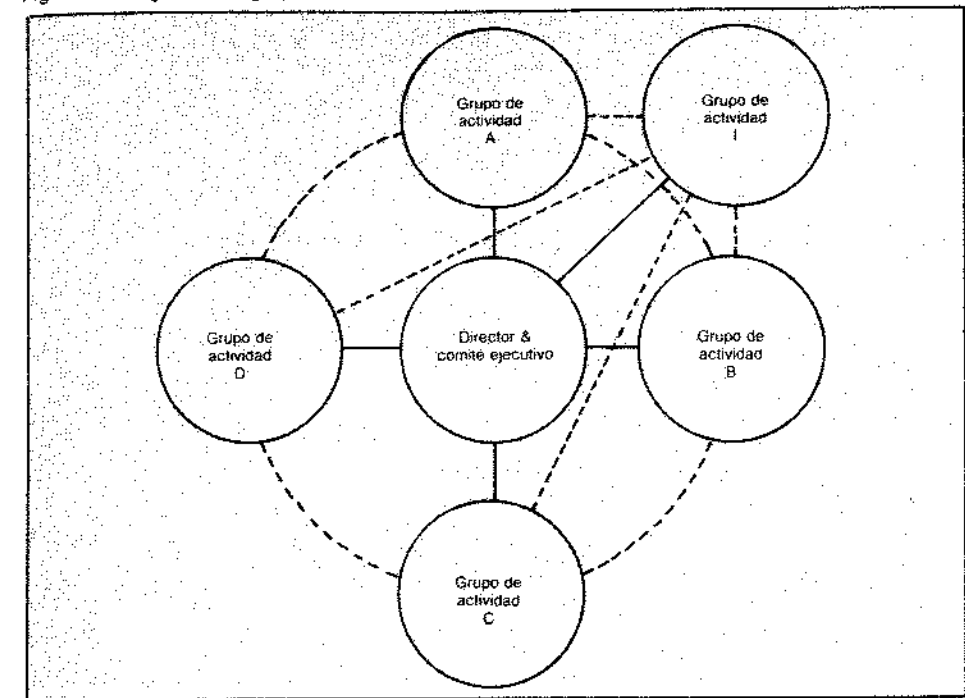 Grupo de
actividad
A
Grupo de
actividad
I
Grupo de
actividad
D
Director &
comité ejecutivo
Grupo de
actividad
B
Grupo de
actividad
C